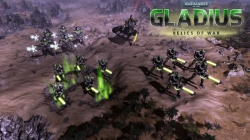 WARHAMMER
40,000
GLADIUS
RELICS OF WAR